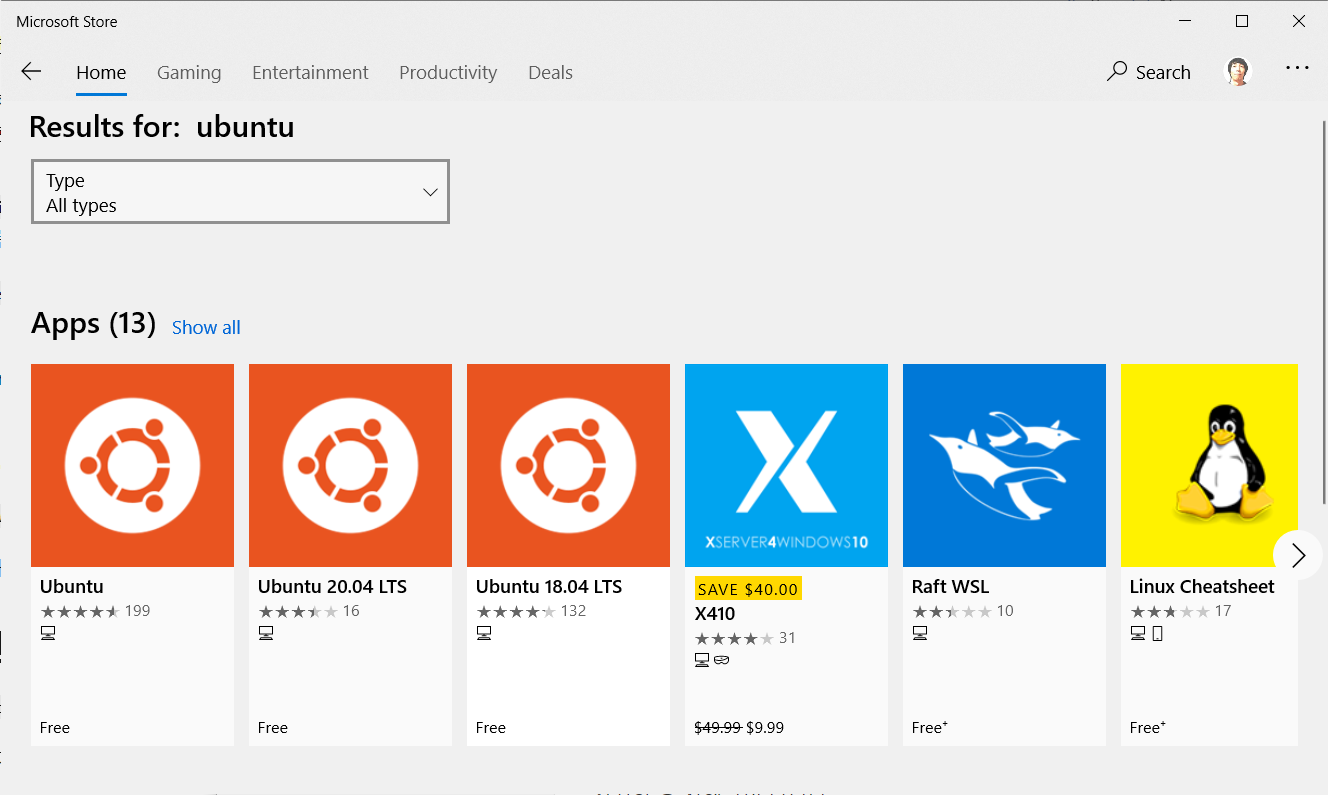 Microsoft Store
Home Gaming Entertainment Productivity Deals Search
Results for: ubuntu
Type
All types
Apps (13) Show all
XSERVER4WINDOWS10
Ubuntu
199
Free
Ubuntu 20.04 LTS
16
Free
Ubuntu 18.04 LTS
132
Free
SAVE $40.00
X410
31
$49.99 $9.99
Raft WSL
10
Free+
Linux Cheatsheet
17
Free+